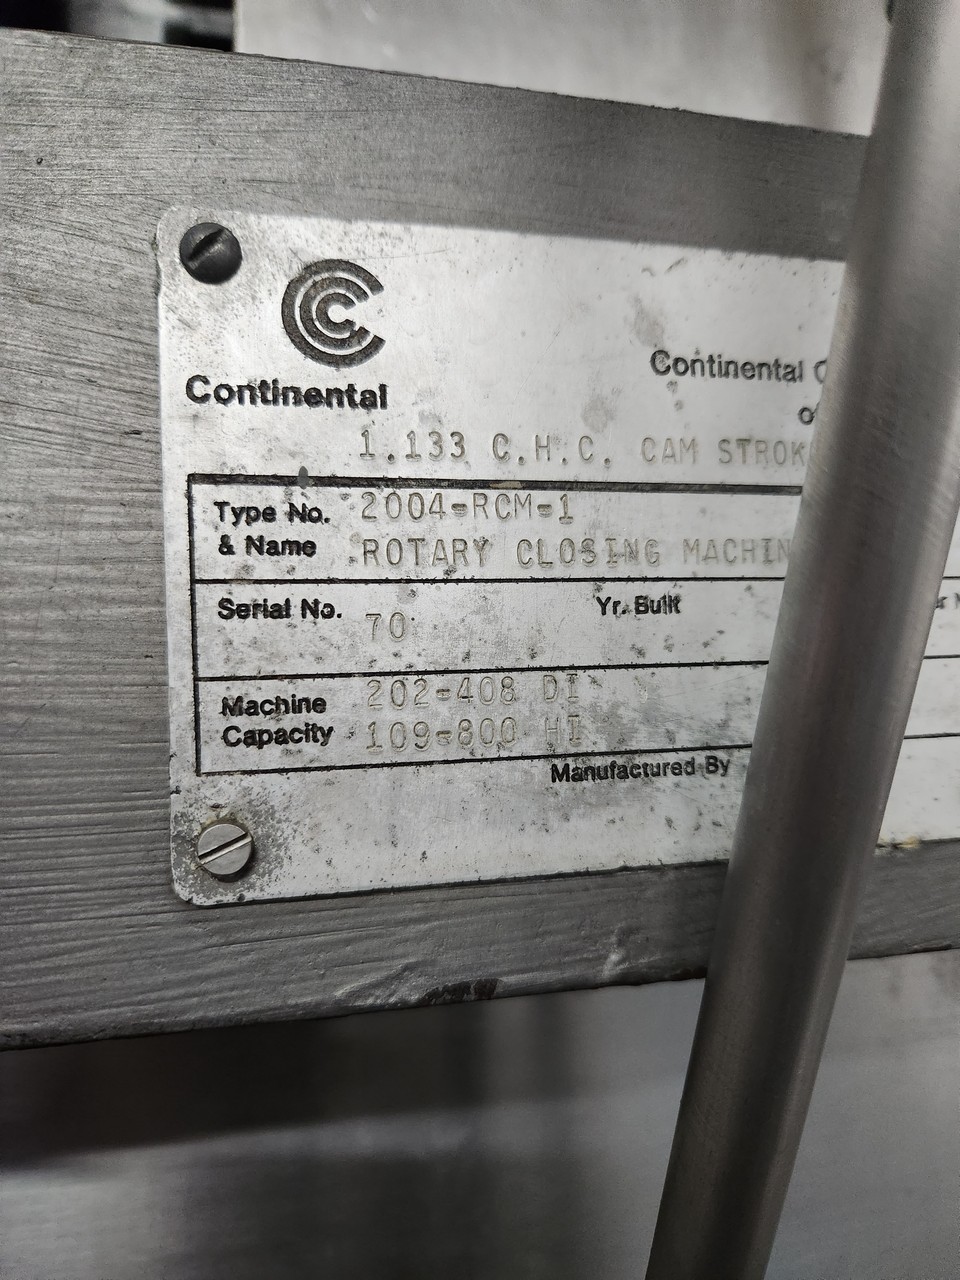 Continental
Continental
1.133 C.H.C. CAM STROK
Type No. 2004-RCM-1
& Name ROTARY CLOSING MACHIN
Serial No. 70
Yr. Built
Machine 202-408 DI
Capacity 109-800 HI
Manufactured By